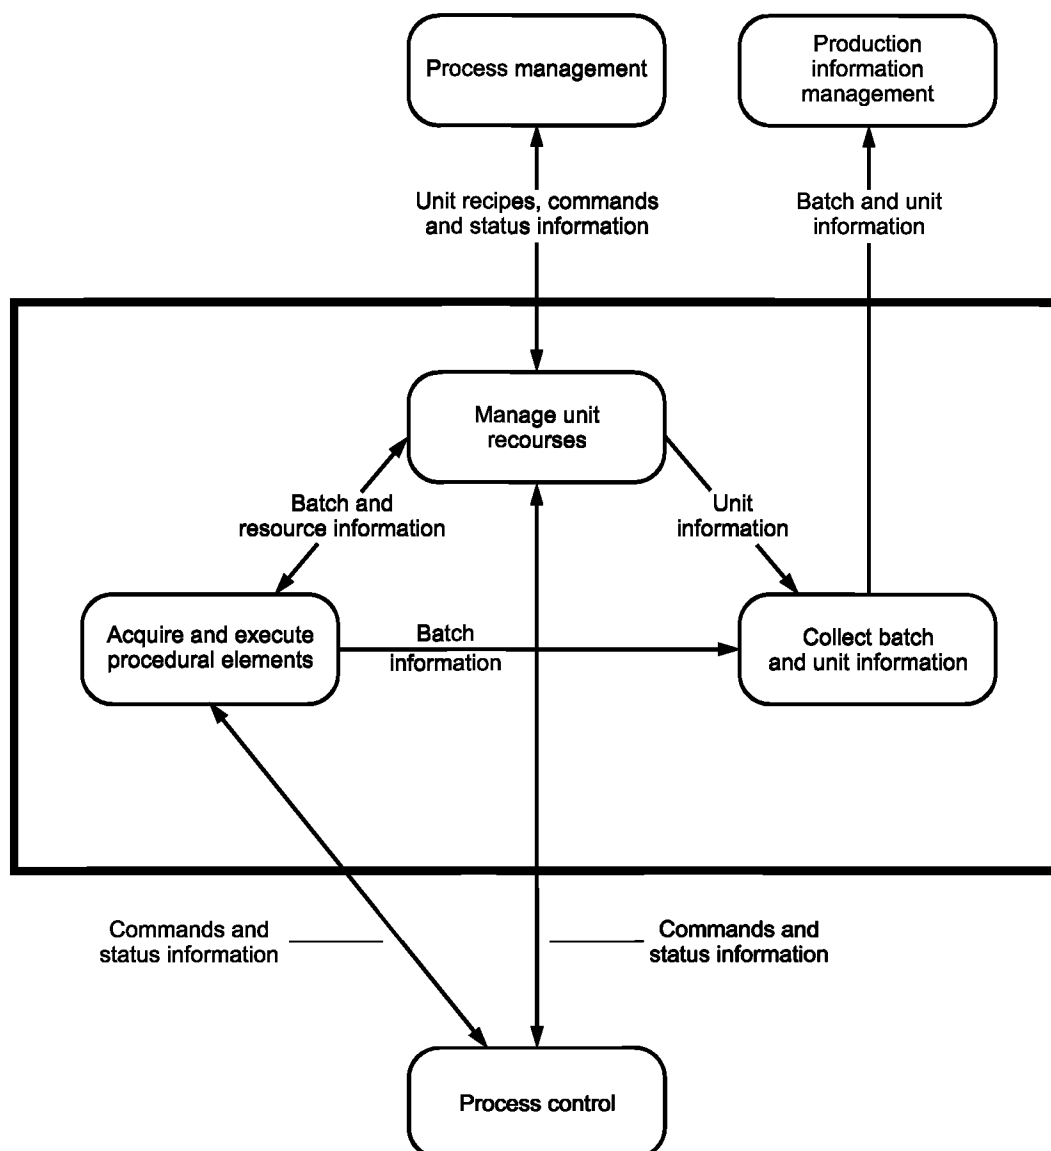 Process management
Production
information
management
Unit recipes, commands
and status information
Batch and unit
information
Manage unit
recourses
Batch and
resource information
Unit
information
Acquire and execute
procedural elements
Batch
information
Collect batch
and unit information
Commands and
status information
Commands and
status information
Process control